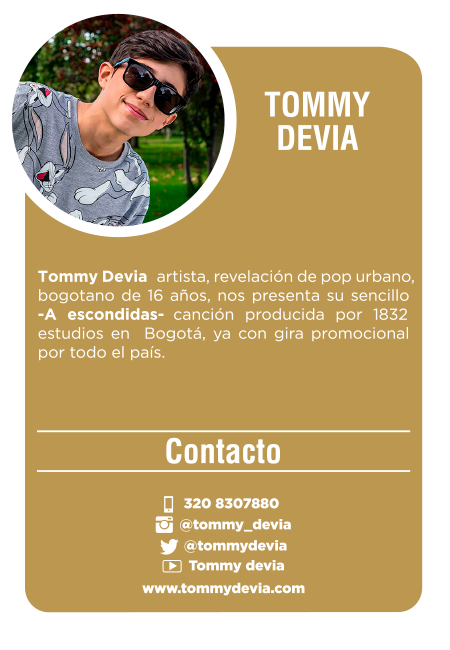 TOMMY
DEVIA
Tommy Devia artista, revelación de pop urbano,
bogotano de 16 años, nos presenta su sencillo
-A escondidas- canción producida por 1832
estudios en Bogotá, ya con gira promocional
por todo el país.
Contacto
320 8307880
@tommy_devia
@tommydevia
Tommy devia
www.tommydevia.com